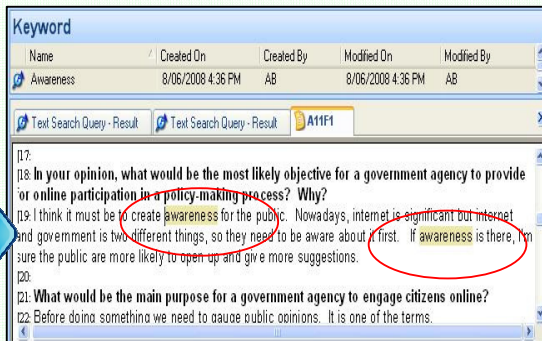 Keyword
Name Created On Created By Modified On Modified By
Awareness 8/06/2008 4:36 PM AB 8/06/2008 4:36 PM AB
Text Search Query - Result Text Search Query - Result A11F1
[17:
[18: In your opinion, what would be the most likely objective for a government agency to provide
for online participation in a policy-making process? Why?
[19: I think it must be to create awareness for the public. Nowadays, internet is significant but internet
and government is two different things, so they need to be aware about it first. If awareness is there, I'm
sure the public are more likely to open up and give more suggestions.
[20:
[21: What would be the main purpose for a government agency to engage citizens online?
[22: Before doing something we need to gauge public opinions. It is one of the terms.